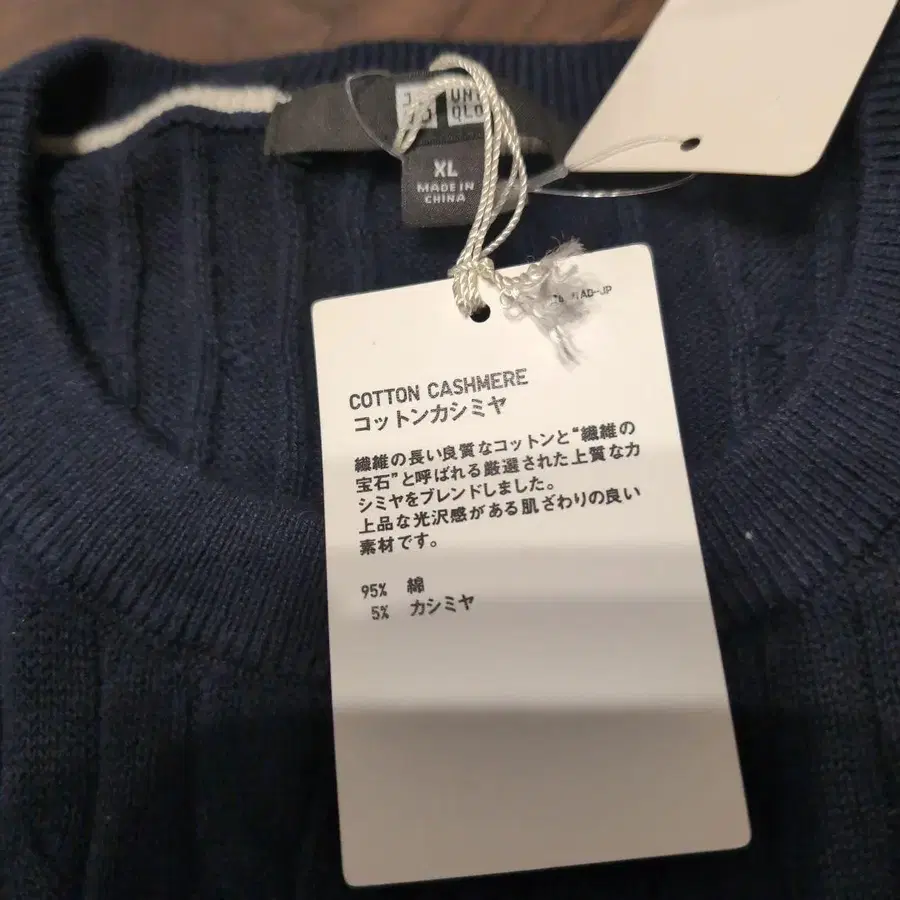 UNI
QLO
XL
MADE IN
CHINA
COTTON CASHMERE
コットンカシミヤ
繊維の長い良質なコットンと“繊維の
宝石”と呼ばれる厳選された上質なカ
シミヤをブレンドしました。
上品な光沢感がある肌ざわりの良い
素材です。
95% 綿
5% カシミヤ